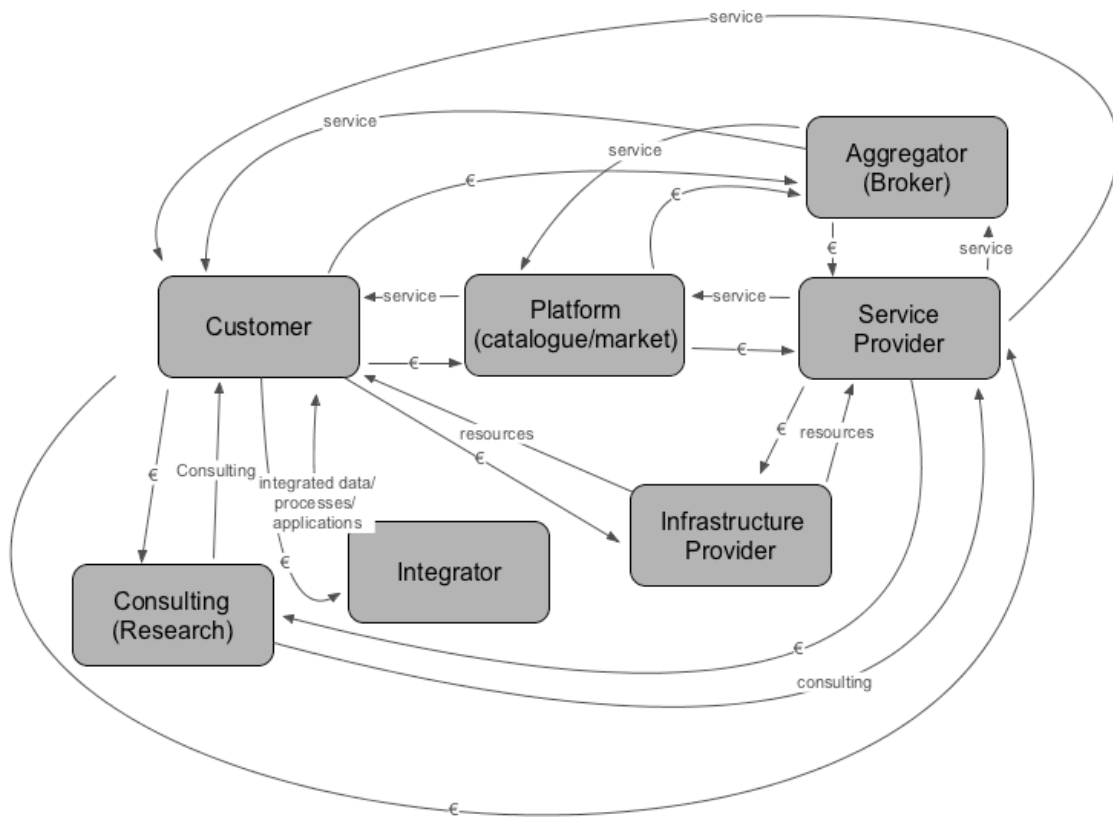 service
service
service
Aggregator
(Broker)
€
€
€
service
Customer
service
Platform
(catalogue/market)
service
Service
Provider
€
€
resources
€
€
resources
€
Consulting
integrated data/
processes/
applications
€
Infrastructure
Provider
Integrator
Consulting
(Research)
€
consulting
€